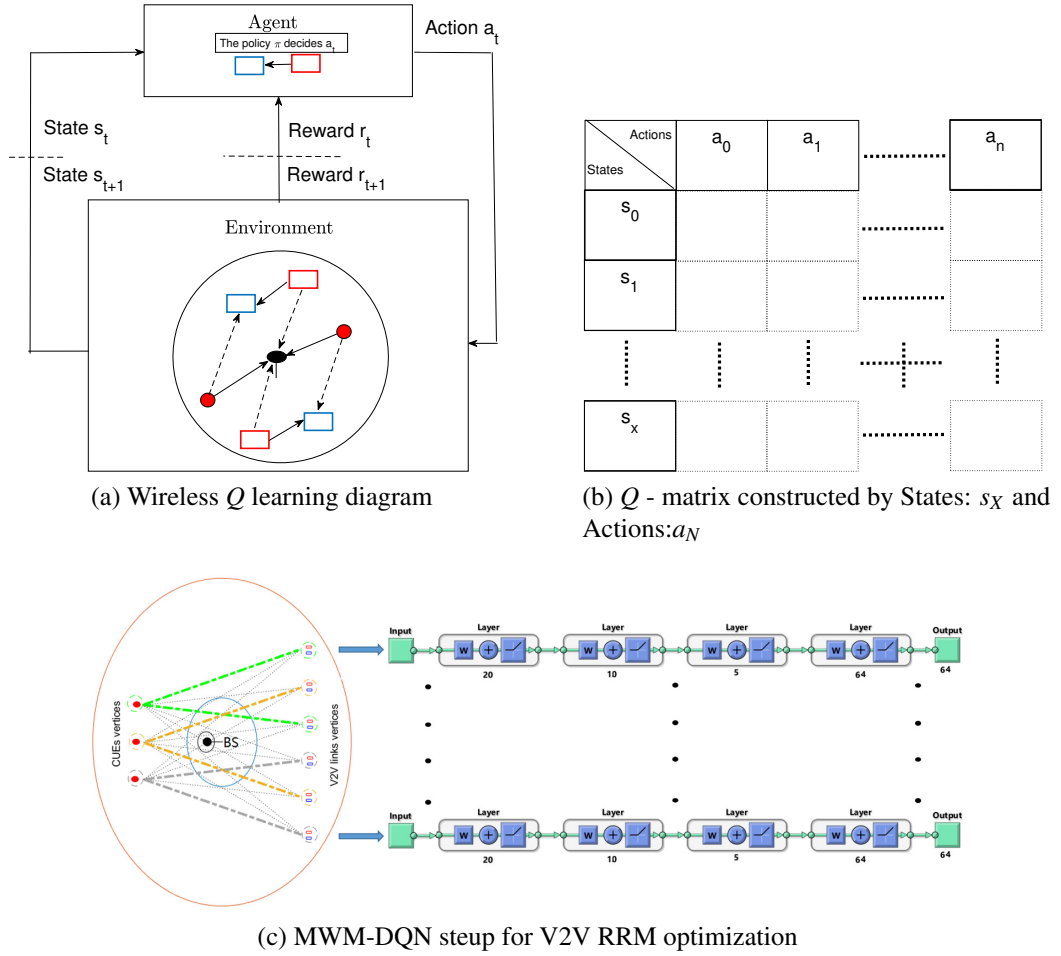 Agent
The policy π decides a_t
Action a_t
State s_t
Reward r_t
State s_{t+1}
Reward r_{t+1}
Environment
(a) Wireless Q learning diagram
Actions
States
a_0
a_1
a_n
s_0
s_1
s_x
(b) Q - matrix constructed by States: s_X and
Actions:a_N
CUEs vertices
BS
V2V links vertices
Input
Layer
Layer
Layer
Layer
Output
W
W
W
W
20
10
5
64
64
Input
Layer
Layer
Layer
Layer
Output
W
W
W
W
20
10
5
64
64
(c) MWM-DQN steup for V2V RRM optimization